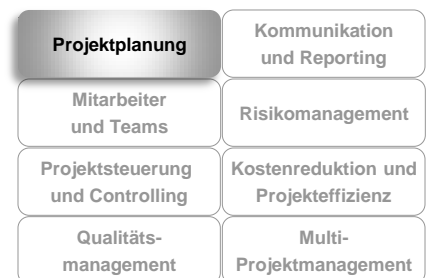 Projektplanung
Kommunikation
und Reporting
Mitarbeiter
und Teams
Risikomanagement
Projektsteuerung
und Controlling
Kostenreduktion und
Projekteffizienz
Qualitäts-
management
Multi-
Projektmanagement